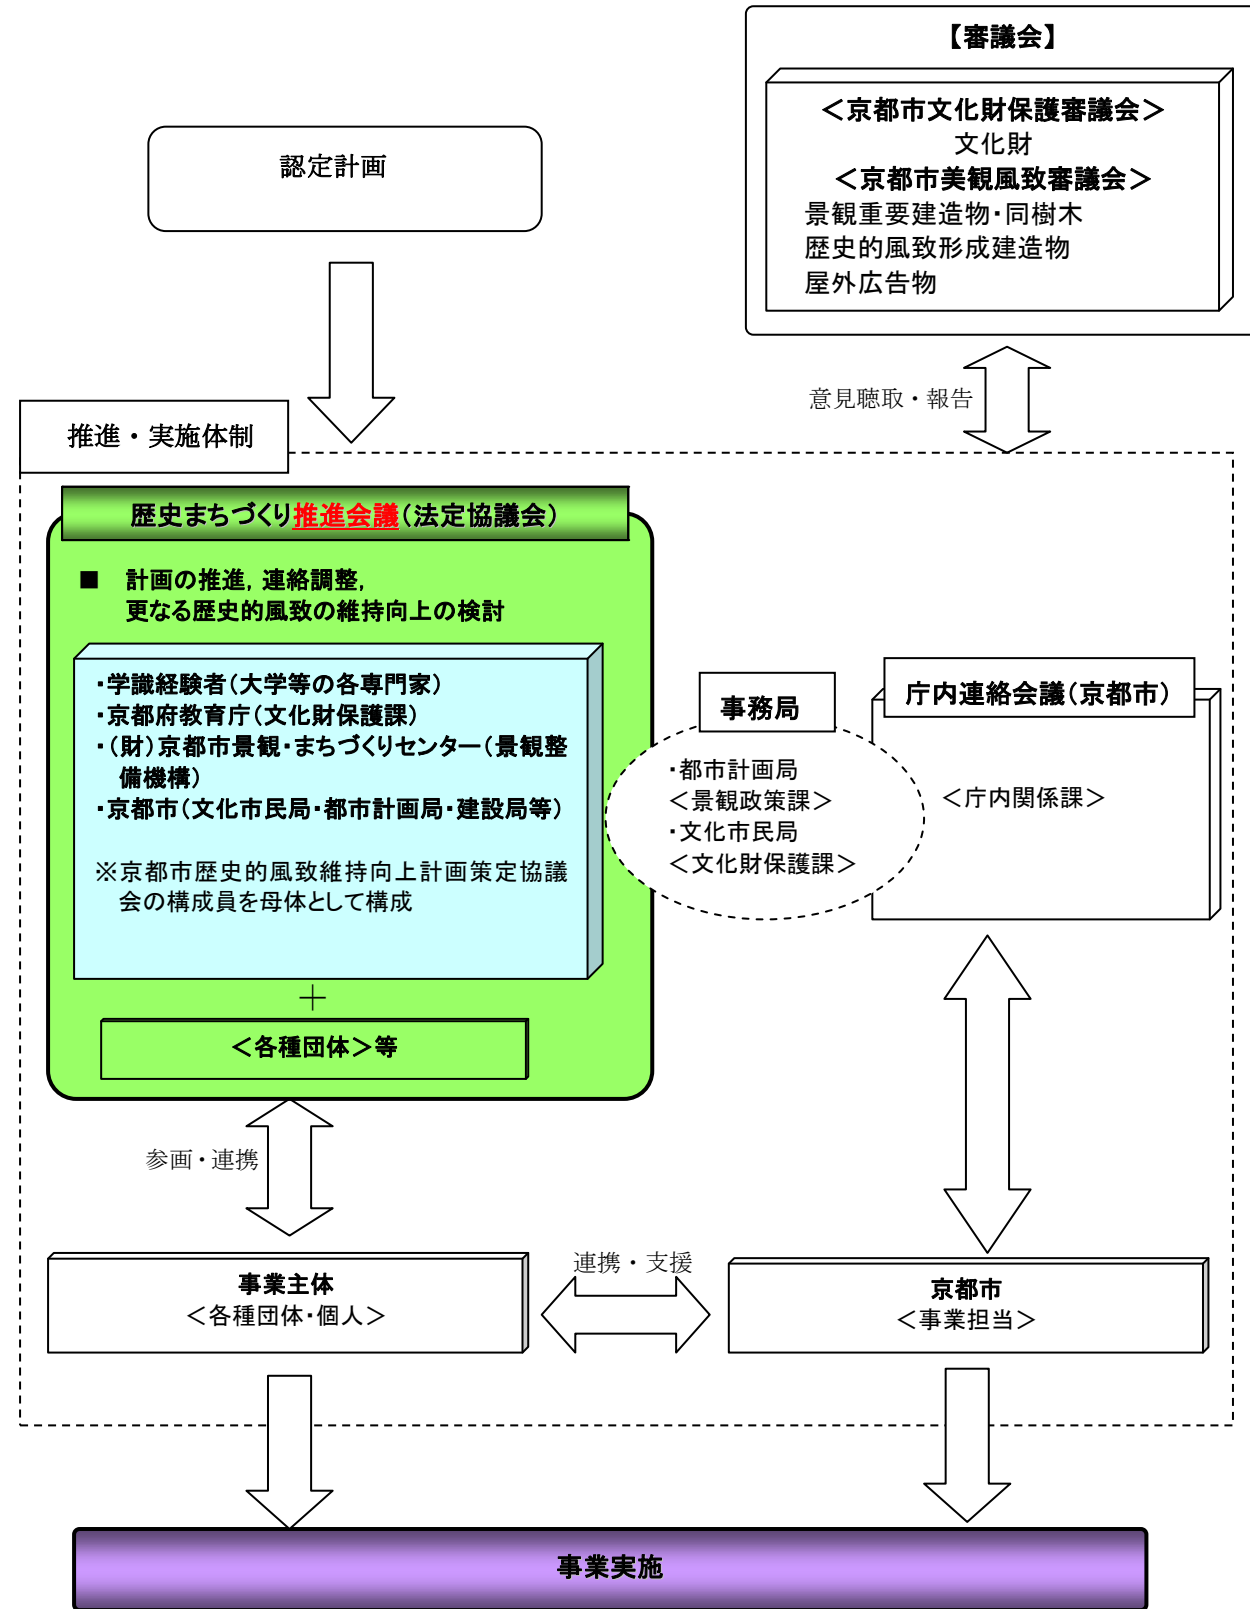 【審議会】
＜京都市文化財保護審議会＞
文化財
＜京都市美観風致審議会＞
景観重要建造物・同樹木
歴史的風致形成建造物
屋外広告物
認定計画
意見聴取・報告
推進・実施体制
歴史まちづくり推進会議（法定協議会）
■　計画の推進，連絡調整，
更なる歴史的風致の維持向上の検討
・学識経験者（大学等の各専門家）
・京都府教育庁（文化財保護課）
・（財）京都市景観・まちづくりセンター（景観整
備機構）
・京都市（文化市民局・都市計画局・建設局等）
※京都市歴史的風致維持向上計画策定協議
会の構成員を母体として構成
＋
＜各種団体＞等
事務局
・都市計画局
＜景観政策課＞
・文化市民局
＜文化財保護課＞
庁内連絡会議（京都市）
＜庁内関係課＞
参画・連携
事業主体
＜各種団体・個人＞
連携・支援
京都市
＜事業担当＞
事業実施